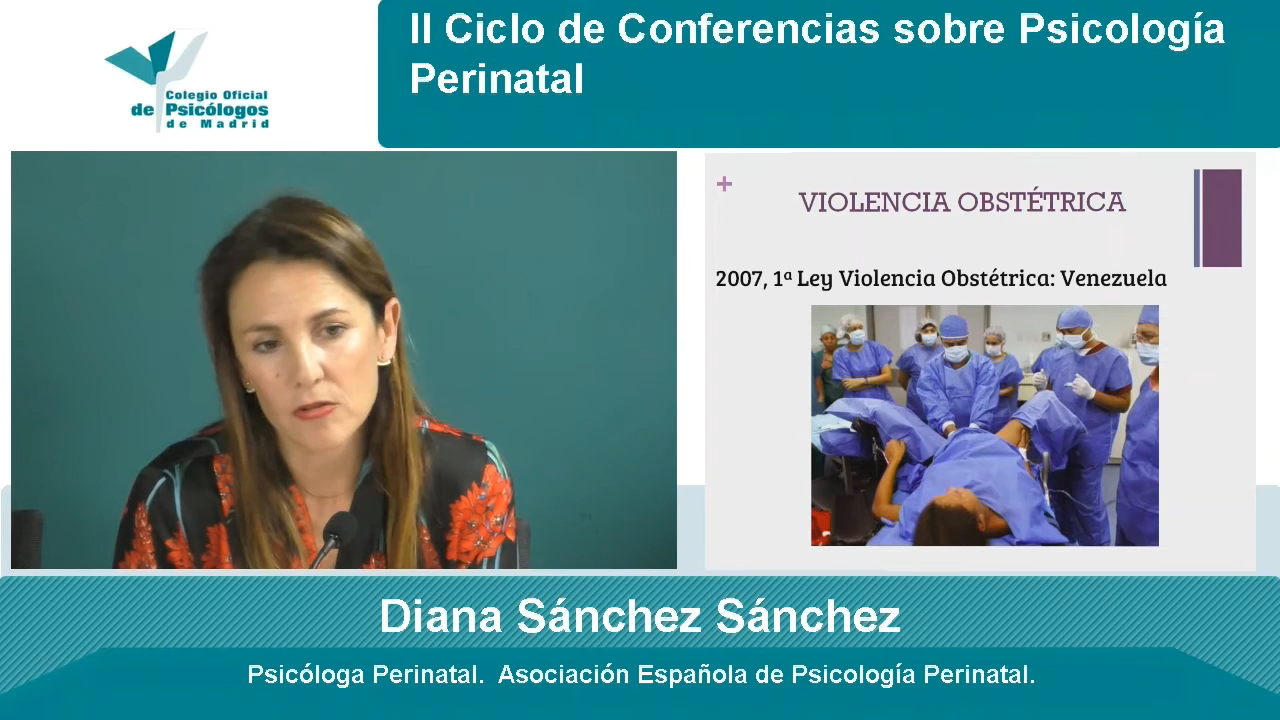 Colegio Oficial
de Psicólogos
de Madrid
II Ciclo de Conferencias sobre Psicología
Perinatal
+
VIOLENCIA OBSTÉTRICA
2007, 1ª Ley Violencia Obstétrica: Venezuela
Diana Sánchez Sánchez
Psicóloga Perinatal. Asociación Española de Psicología Perinatal.